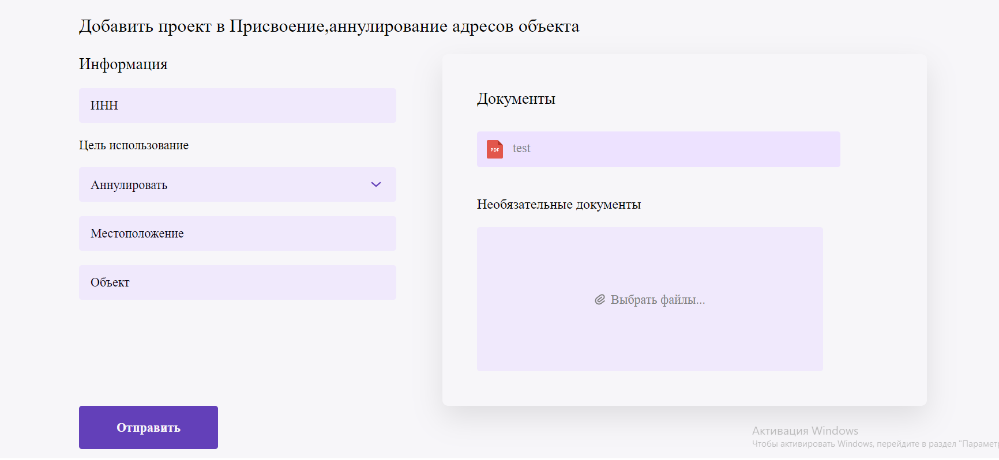 Добавить проект в Присвоение,аннулирование адресов объекта
Информация
ИНН
Цель использование
Аннулировать
Местоположение
Объект
Отправить
Документы
PDF
test
Необязательные документы
Выбрать файлы...
Активация Windows
Чтобы активировать Windows, перейдите в раздел "Парамет